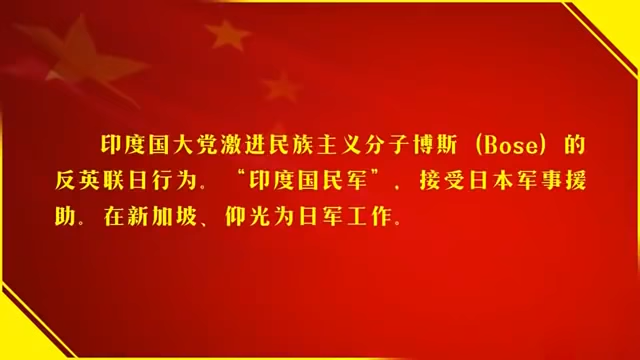 印度国大党激进民族主义分子博斯（Bose）的
反英联日行为。“印度国民军”，接受日本军事援
助。在新加坡、仰光为日军工作。